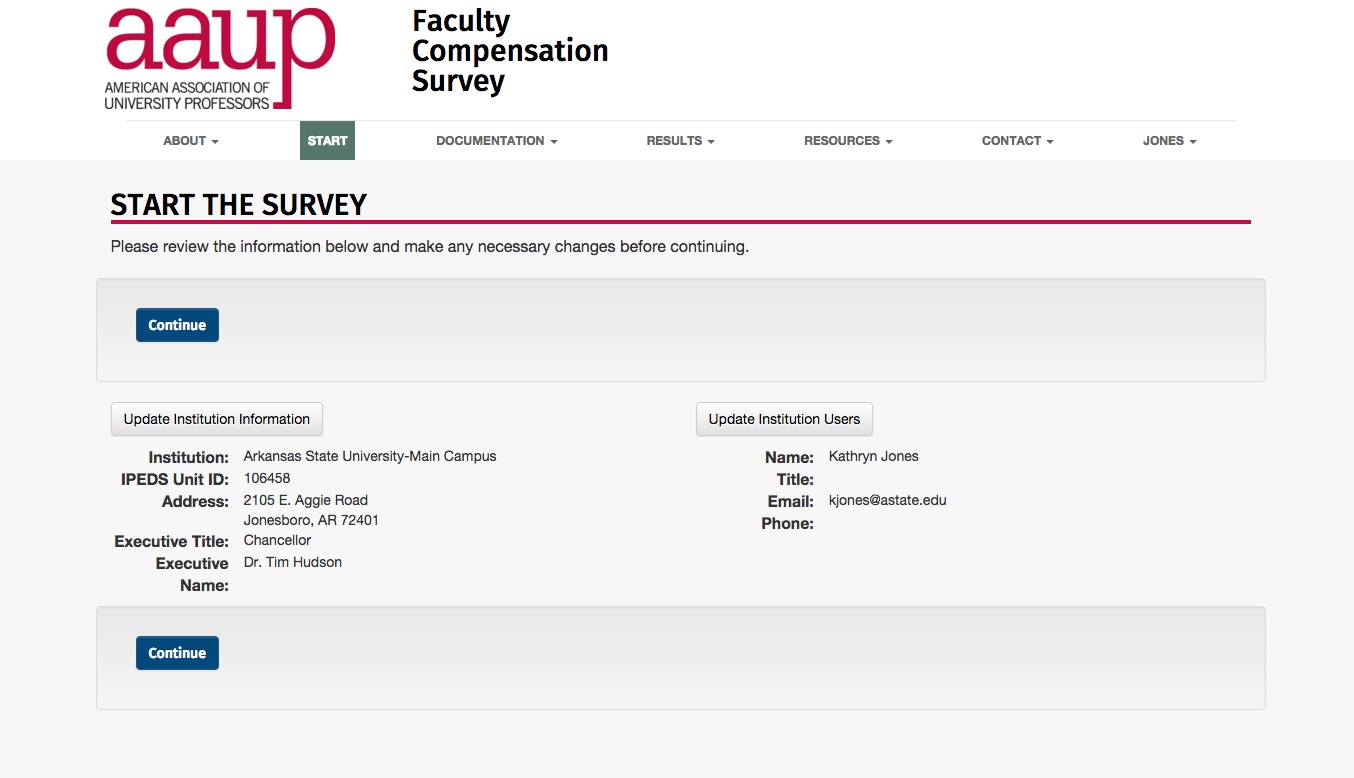 aaup
AMERICAN ASSOCIATION OF
UNIVERSITY PROFESSORS
Faculty
Compensation
Survey
ABOUT
START
DOCUMENTATION
RESULTS
RESOURCES
CONTACT
JONES
START THE SURVEY
Please review the information below and make any necessary changes before continuing.
Continue
Update Institution Information
Institution: Arkansas State University-Main Campus
IPEDS Unit ID: 106458
Address: 2105 E. Aggie Road
Jonesboro, AR 72401
Executive Title: Chancellor
Executive Dr. Tim Hudson
Name:
Update Institution Users
Name: Kathryn Jones
Title:
Email: kjones@astate.edu
Phone:
Continue